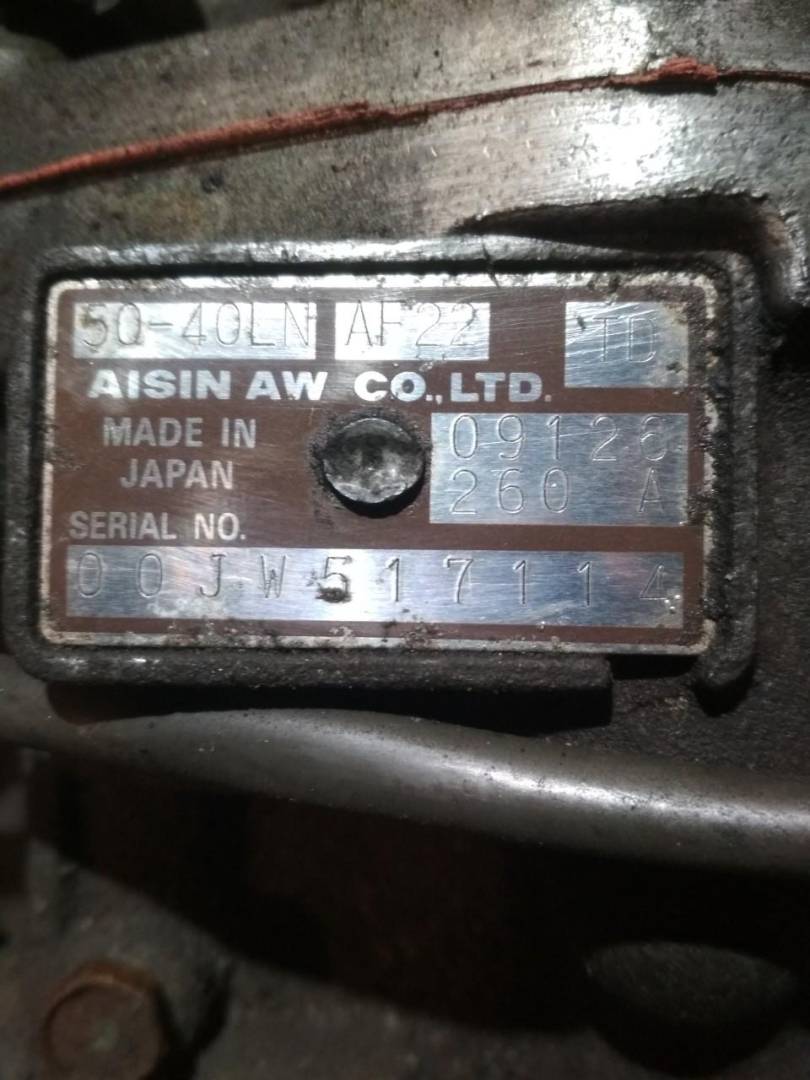 50-40LN AF22 TD
AISIN AW CO., LTD.
MADE IN
JAPAN
09126
260 A
SERIAL NO.
00JW517114